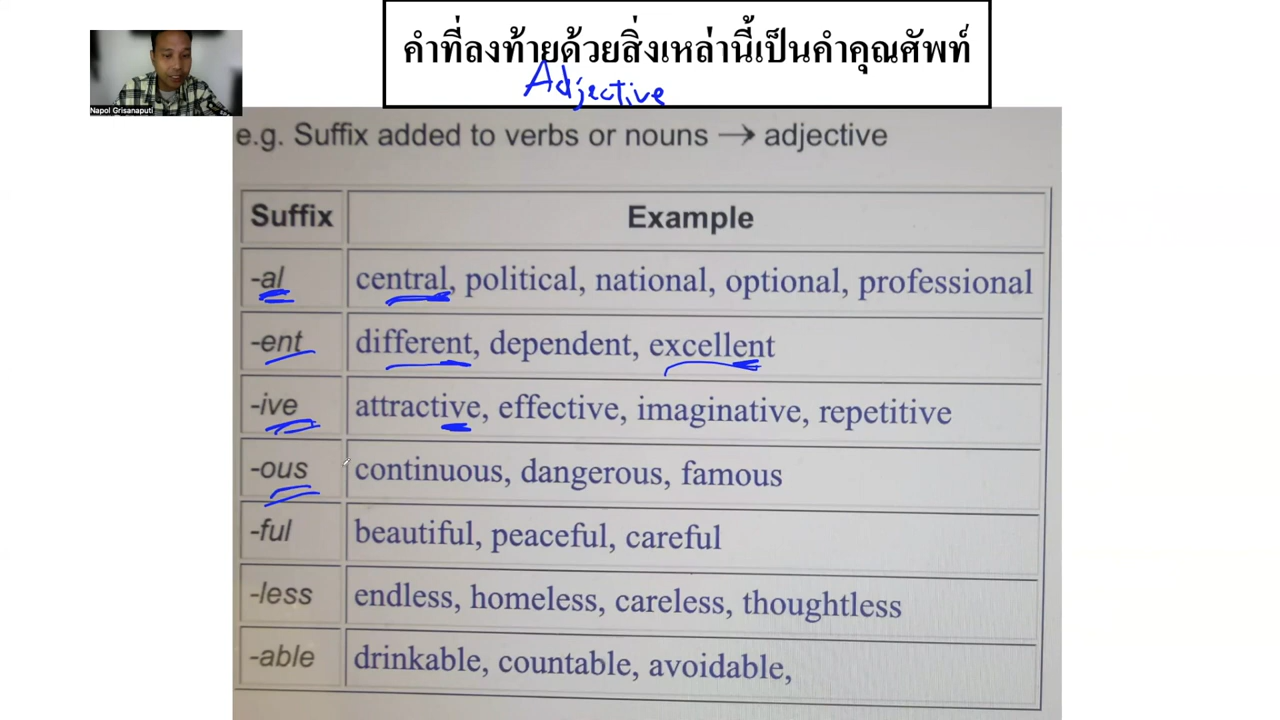 คำที่ลงท้ายด้วยสิ่งเหล่านี้เป็นคำคุณศัพท์
Adjective
Napol Grisanaputi
e.g. Suffix added to verbs or nouns → adjective
Suffix Example
-al central, political, national, optional, professional
-ent different, dependent, excellent
-ive attractive, effective, imaginative, repetitive
-ous continuous, dangerous, famous
-ful beautiful, peaceful, careful
-less endless, homeless, careless, thoughtless
-able drinkable, countable, avoidable,